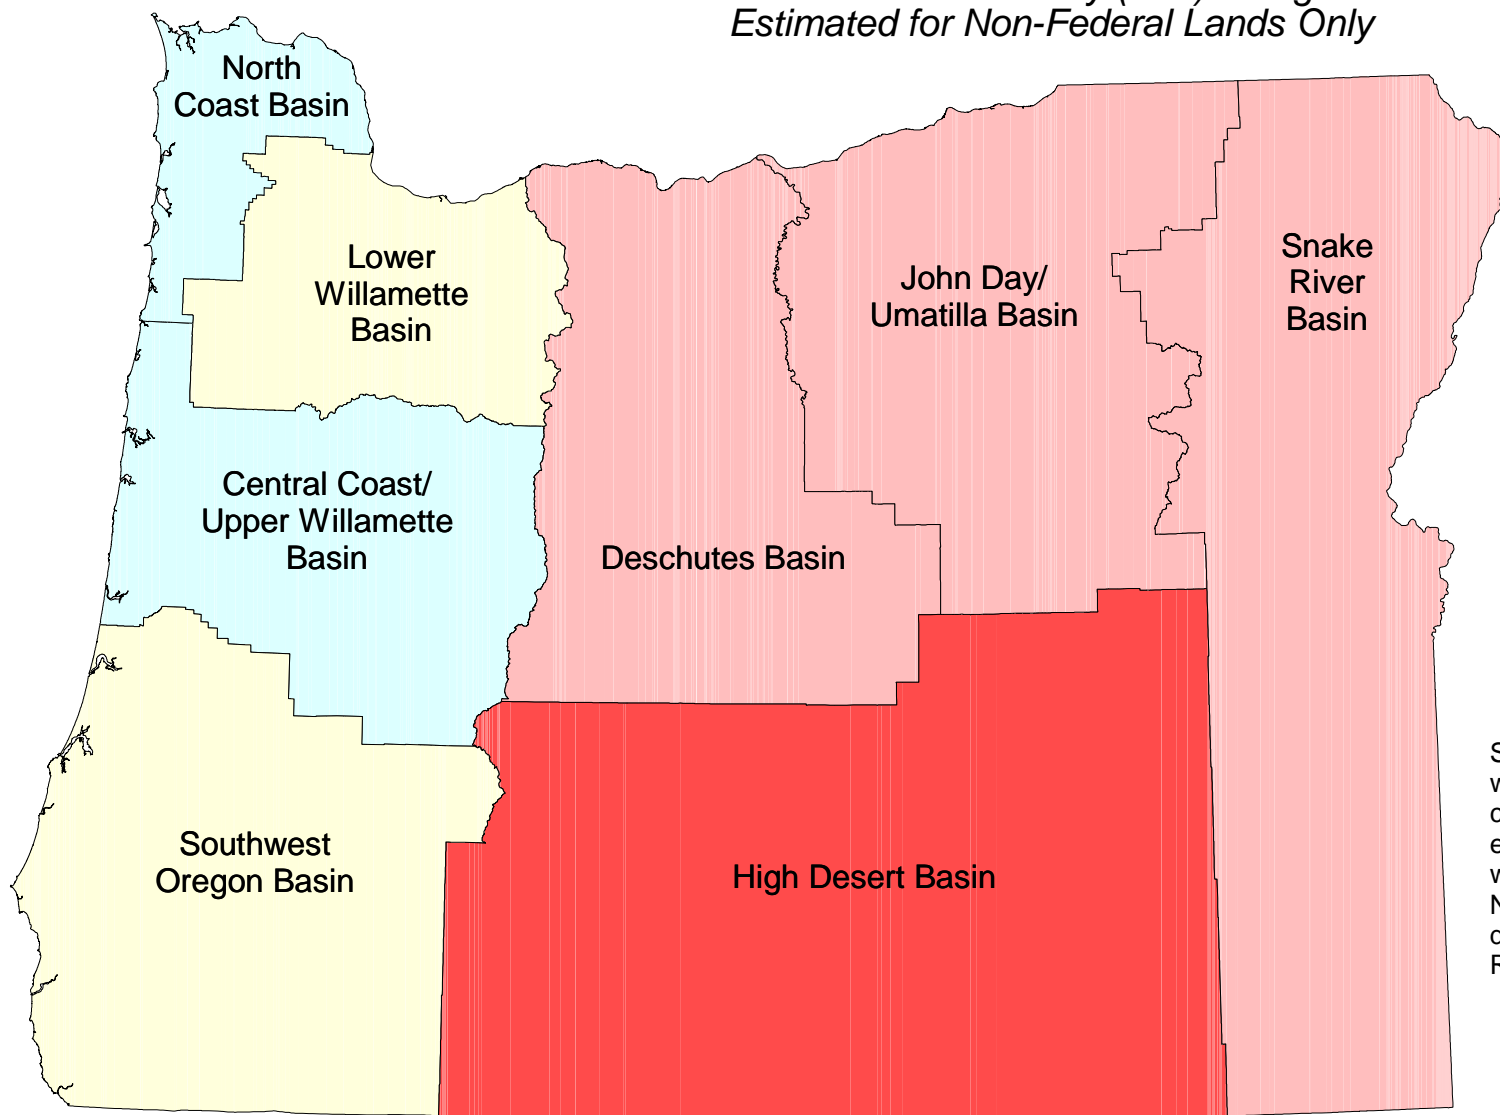 Estimated for Non-Federal Lands Only
North
Coast Basin
Lower
Willamette
Basin
John Day/
Umatilla Basin
Snake
River
Basin
Central Coast/
Upper Willamette
Basin
Deschutes Basin
Southwest
Oregon Basin
High Desert Basin